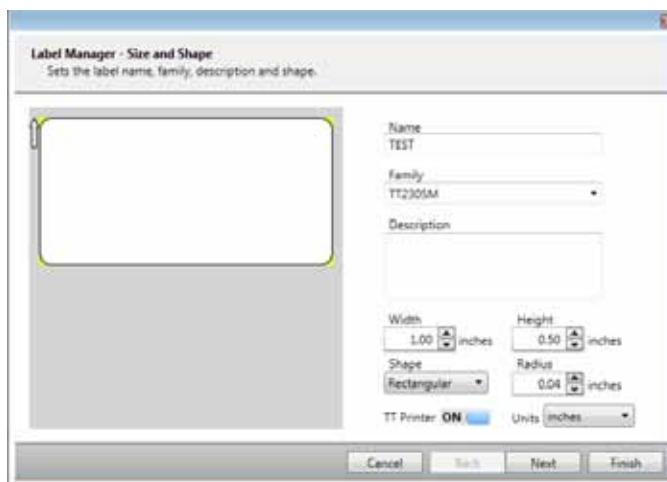 Label Manager - Size and Shape
Sets the label name, family, description and shape.
Name
TEST
Family
TT230SM
Description
Width
Height
1.00 inches
0.50 inches
Shape
Radius
Rectangular
0.04 inches
TT Printer ON
Units inches
Cancel
Back
Next
Finish